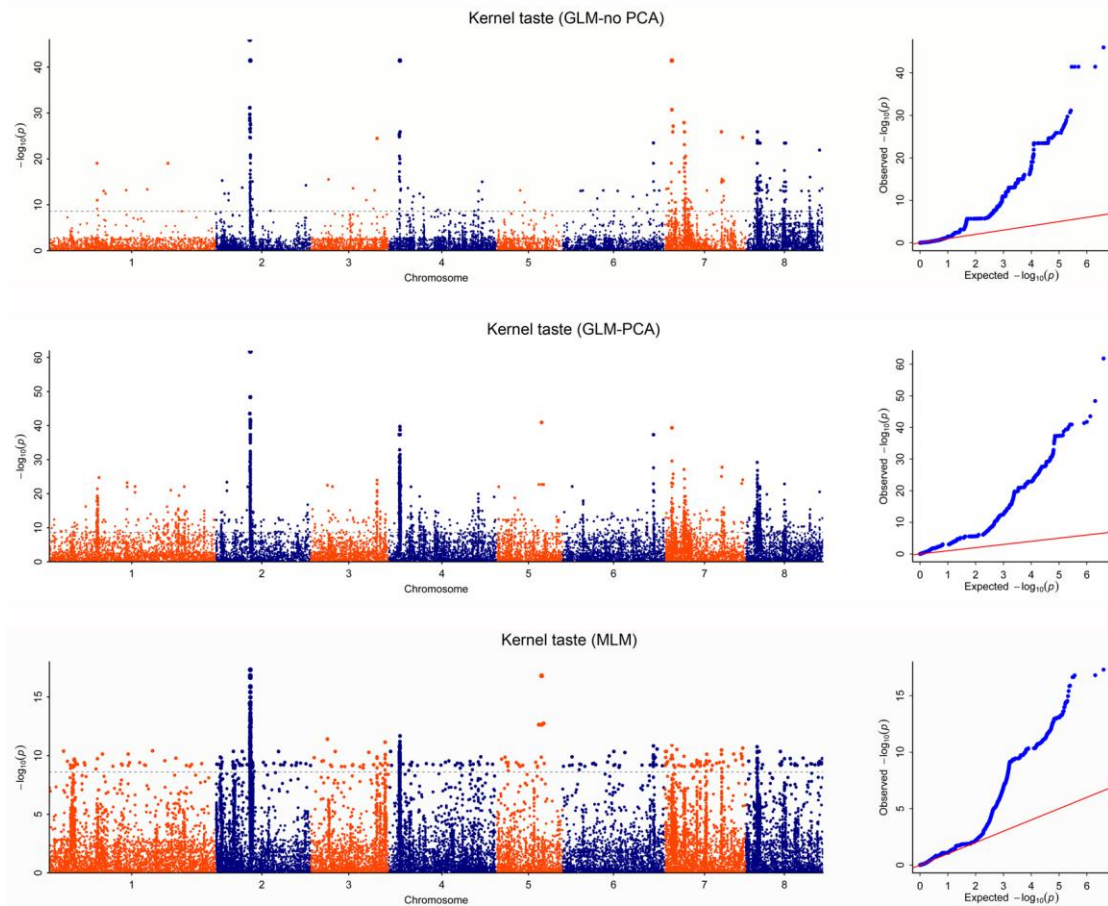 Kernel taste (GLM-no PCA)
−log₁₀(p)
0 10 20 30 40
1 2 3 4 5 6 7 8
Chromosome
Observed −log₁₀(p)
0 10 20 30 40
0 1 2 3 4 5 6
Expected −log₁₀(p)
Kernel taste (GLM-PCA)
−log₁₀(p)
0 10 20 30 40 50 60
1 2 3 4 5 6 7 8
Chromosome
Observed −log₁₀(p)
0 10 20 30 40 50 60
0 1 2 3 4 5 6
Expected −log₁₀(p)
Kernel taste (MLM)
−log₁₀(p)
0 5 10 15
1 2 3 4 5 6 7 8
Chromosome
Observed −log₁₀(p)
0 5 10 15
0 1 2 3 4 5 6
Expected −log₁₀(p)